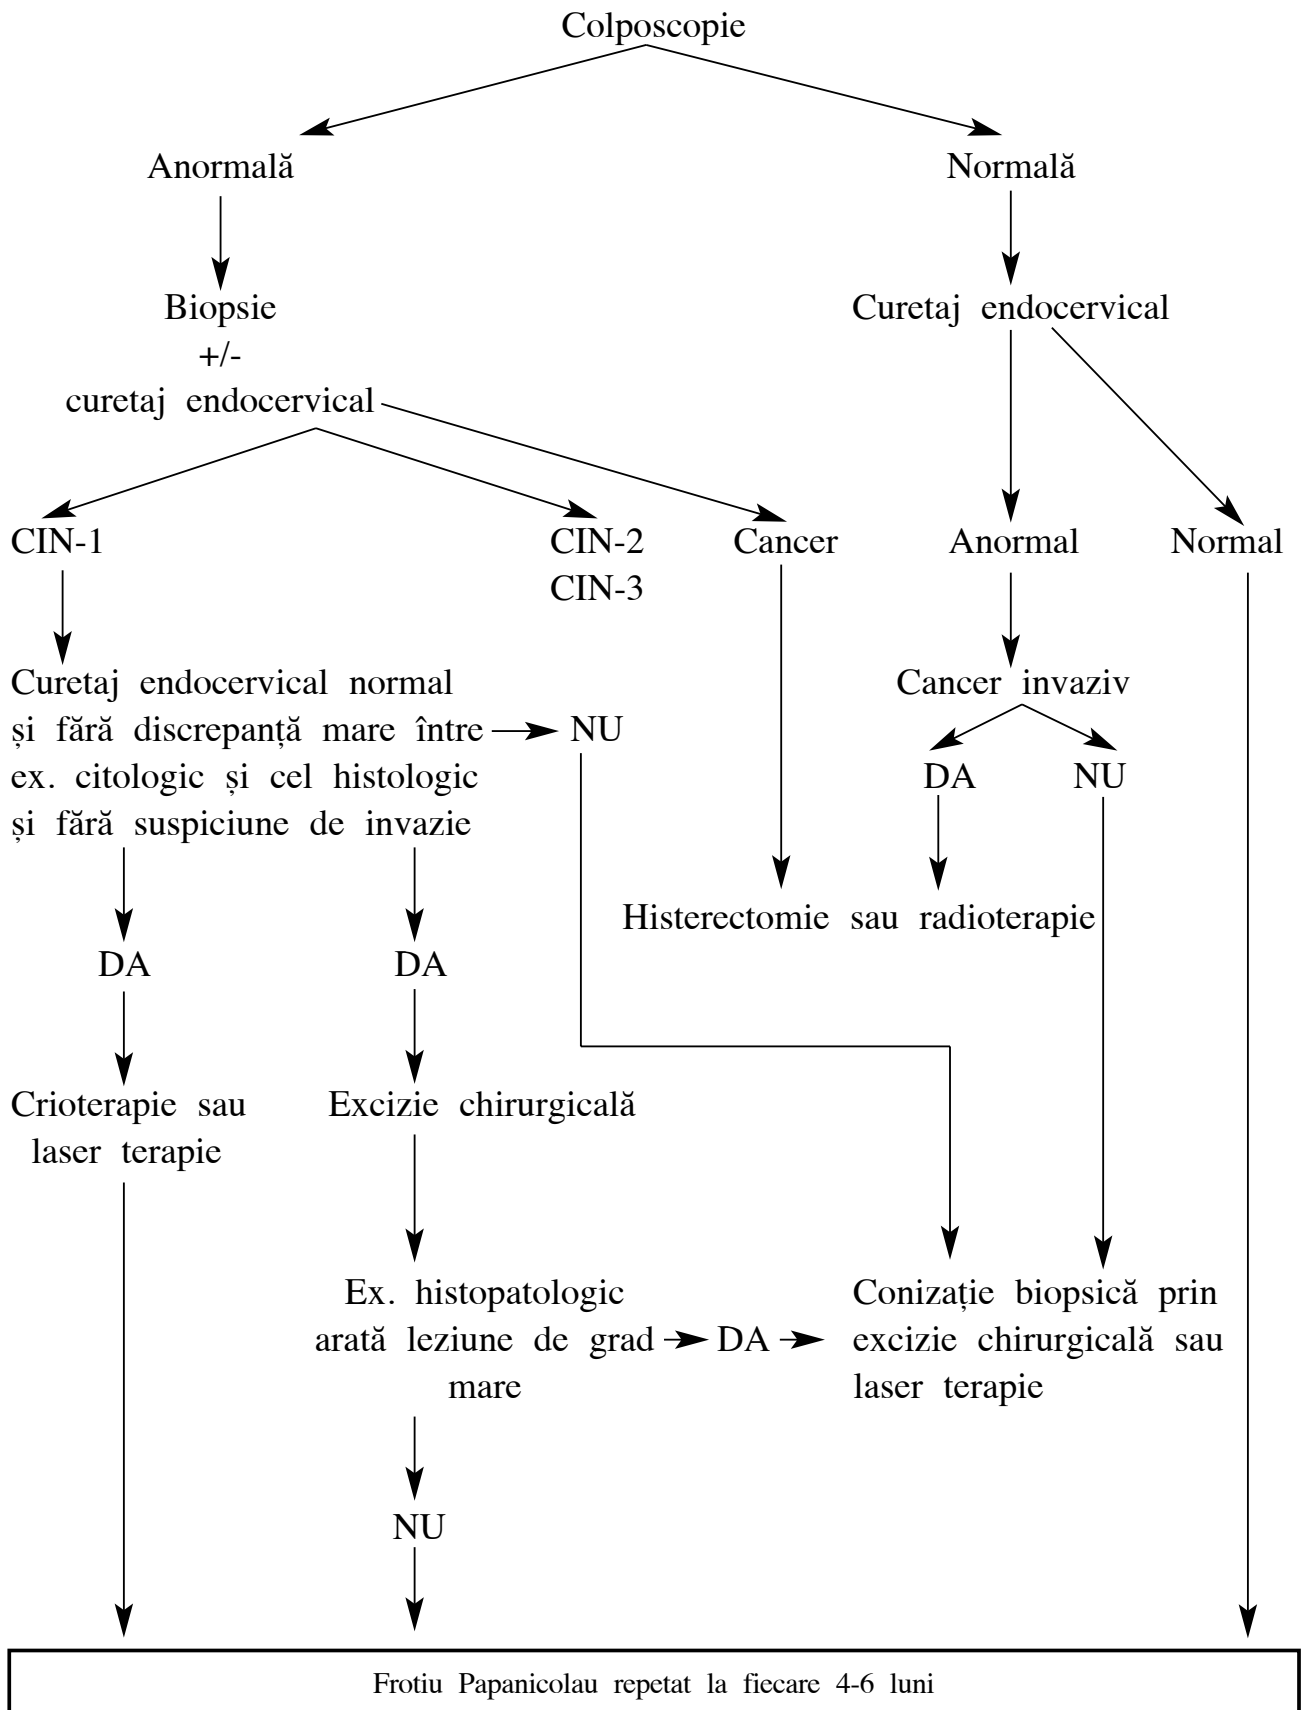 Colposcopie
Anormală
Normală
Biopsie
+/-
curetaj endocervical
Curetaj endocervical
CIN-1
CIN-2
CIN-3
Cancer
Anormal
Normal
Curetaj endocervical normal
și fără discrepanță mare între
ex. citologic și cel histologic
și fără suspiciune de invazie
NU
Cancer invaziv
DA
NU
Histerectomie sau radioterapie
DA
DA
Crioterapie sau
laser terapie
Excizie chirurgicală
Ex. histopatologic
arată leziune de grad
mare
DA
Conizație biopsică prin
excizie chirurgicală sau
laser terapie
NU
Frotiu Papanicolau repetat la fiecare 4-6 luni